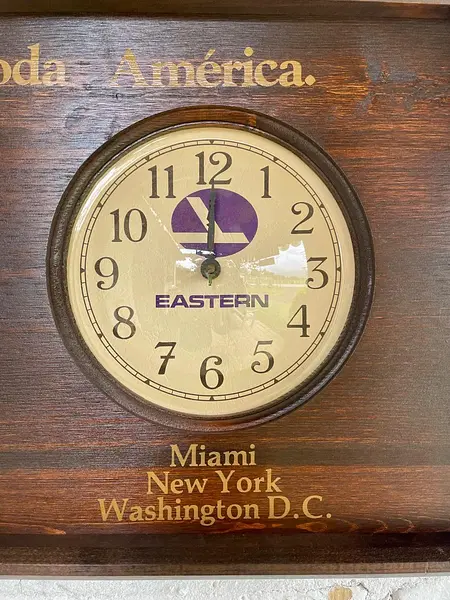 oda América.
12
11 1
10 2
9 3
EASTERN
8 4
7 5
6
Miami
New York
Washington D.C.